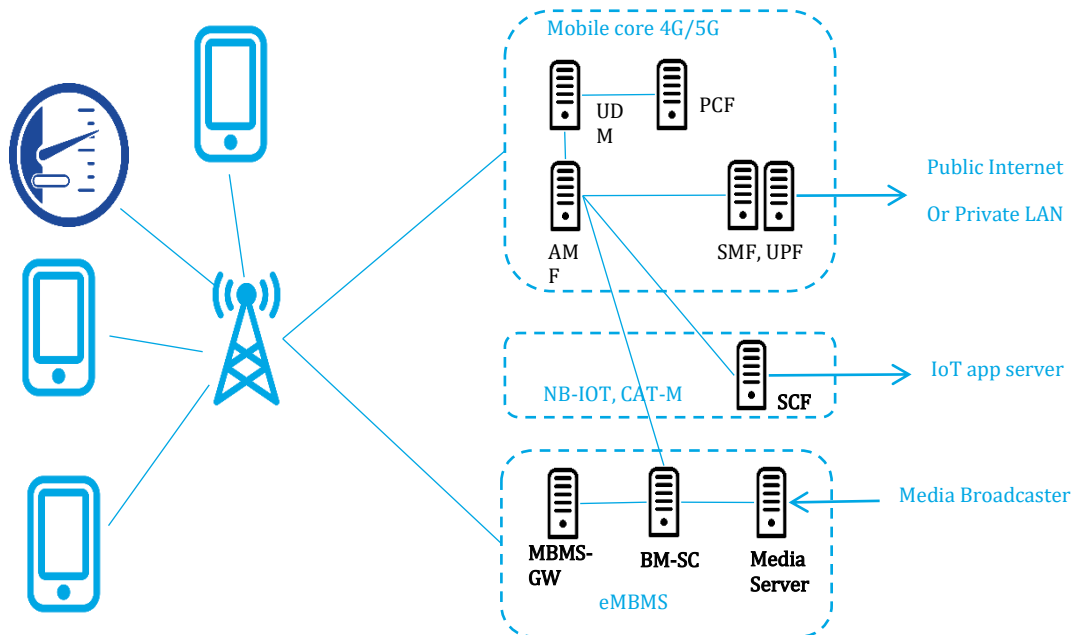 Mobile core 4G/5G
UD
M
PCF
AM
F
SMF, UPF
Public Internet
Or Private LAN
NB-IOT, CAT-M
SCF
IoT app server
MBMS-
GW
BM-SC
Media
Server
Media Broadcaster
eMBMS